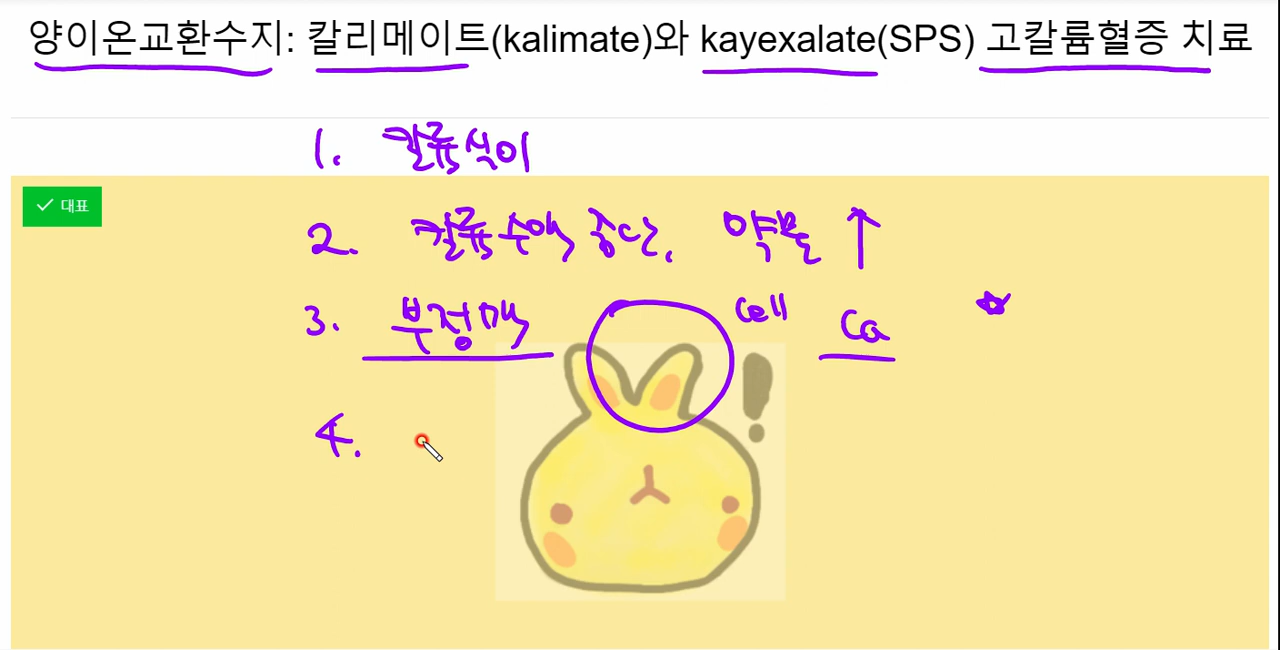 양이온교환수지: 칼리메이트(kalimate)와 kayexalate(SPS) 고칼륨혈증 치료
1. 칼륨식이
대표
2. 칼륨수액 중단, 약물 ↑
3. 부정맥 cell Ca
4.